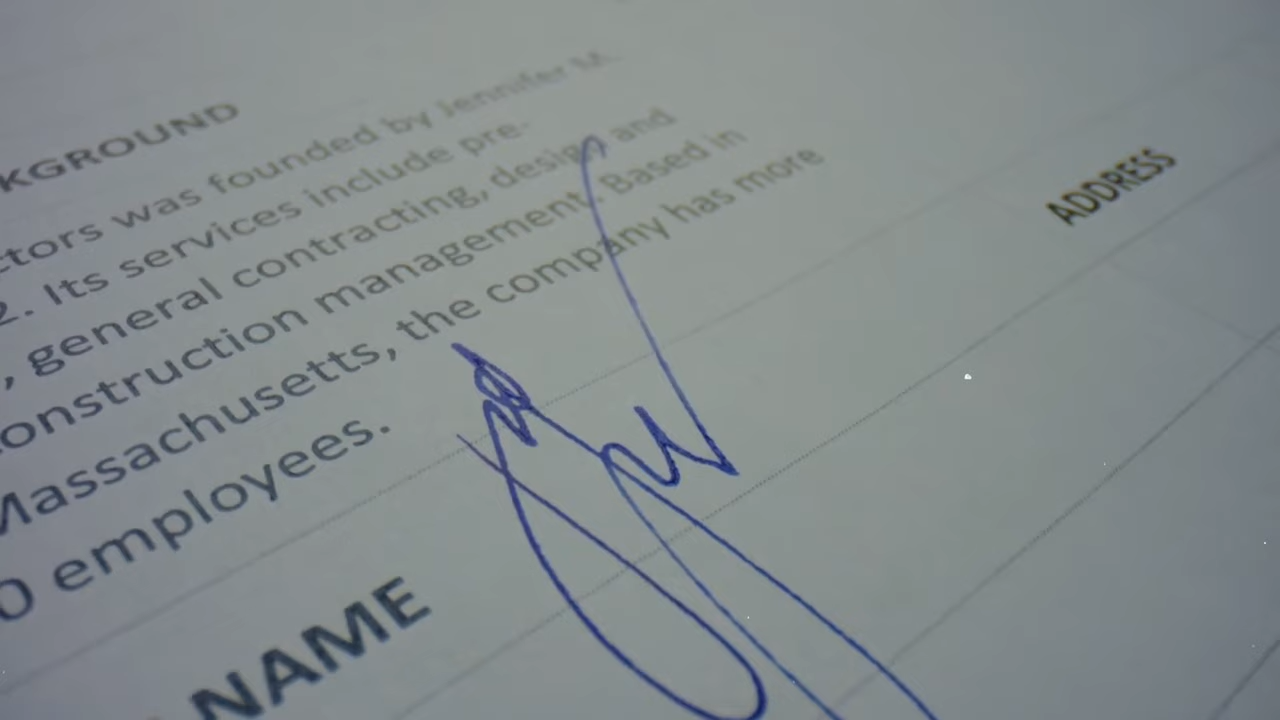 KGROUND
ctors was founded by Jennifer M.
2. Its services include pre-
, general contracting, design and
onstruction management. Based in
Massachusetts, the company has more
0 employees.
NAME
ADDRESS